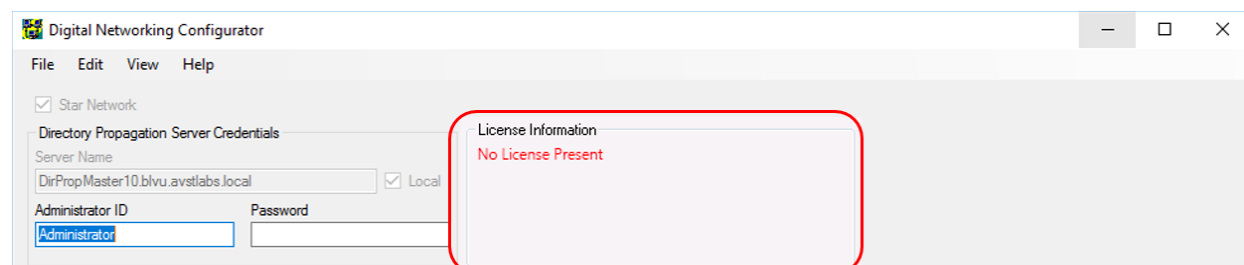 Digital Networking Configurator
File Edit View Help
Star Network
Directory Propagation Server Credentials
Server Name
DirPropMaster10.blvu.avstlabs.local
Local
Administrator ID
Password
Administrator
License Information
No License Present